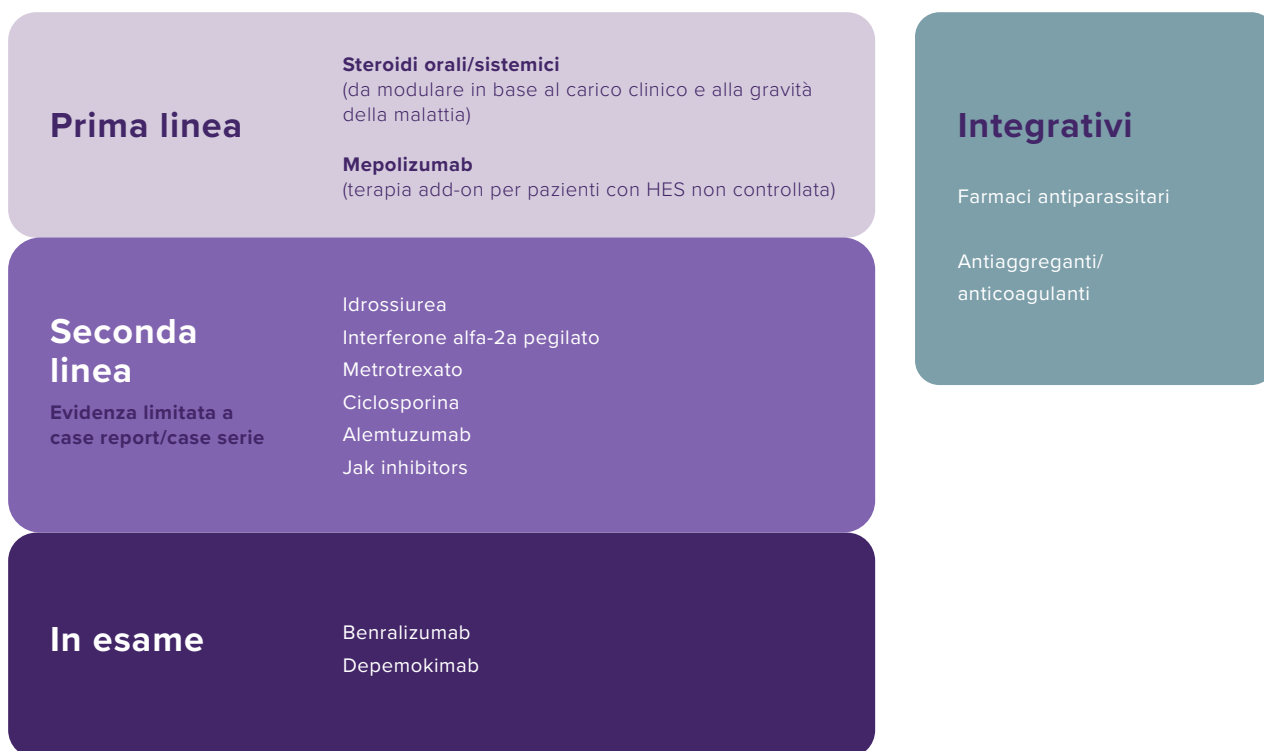 Prima linea
Steroidi orali/sistemici
(da modulare in base al carico clinico e alla gravità
della malattia)
Mepolizumab
(terapia add-on per pazienti con HES non controllata)
Seconda
linea
Evidenza limitata a
case report/case serie
Idrossiurea
Interferone alfa-2a pegilato
Metrotrexato
Ciclosporina
Alemtuzumab
Jak inhibitors
In esame
Benralizumab
Depemokimab
Integrativi
Farmaci antiparassitari
Antiaggreganti/
anticoagulanti